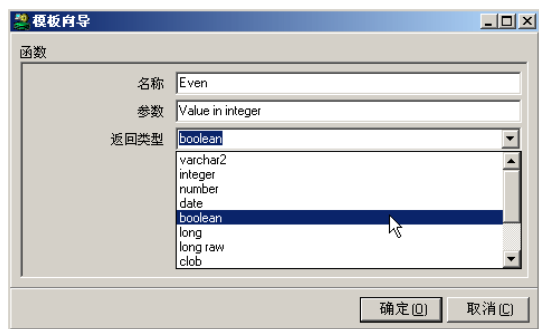 模板向导
函数
名称 Even
参数 Value in integer
返回类型 boolean
varchar2
integer
number
date
boolean
long
long raw
clob
确定(O) 取消(C)